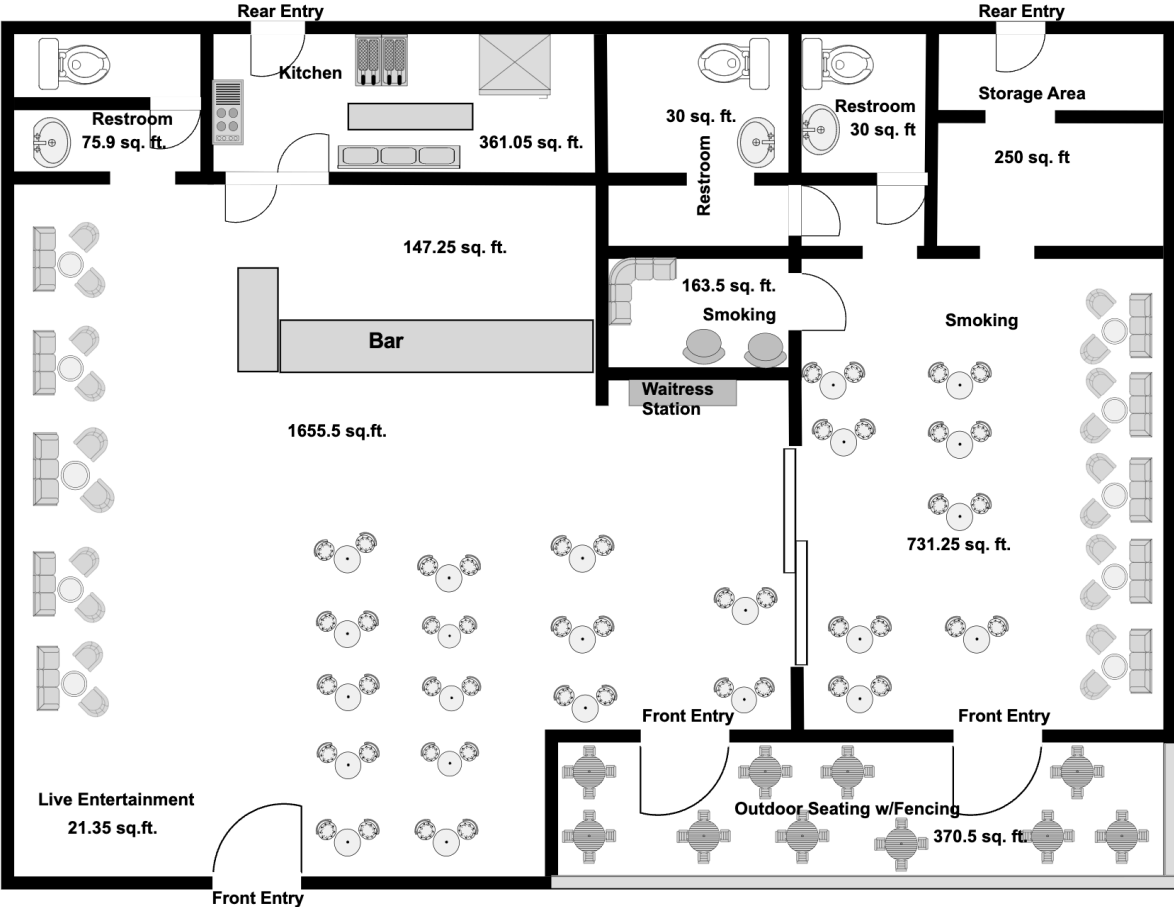 Rear Entry
Rear Entry
Kitchen
Restroom
75.9 sq. ft.
361.05 sq. ft.
30 sq. ft.
Restroom
Restroom
30 sq. ft
Storage Area
250 sq. ft
147.25 sq. ft.
163.5 sq. ft.
Smoking
Smoking
Bar
Waitress
Station
1655.5 sq.ft.
731.25 sq. ft.
Front Entry
Front Entry
Live Entertainment
21.35 sq.ft.
Outdoor Seating w/Fencing
370.5 sq. ft.
Front Entry